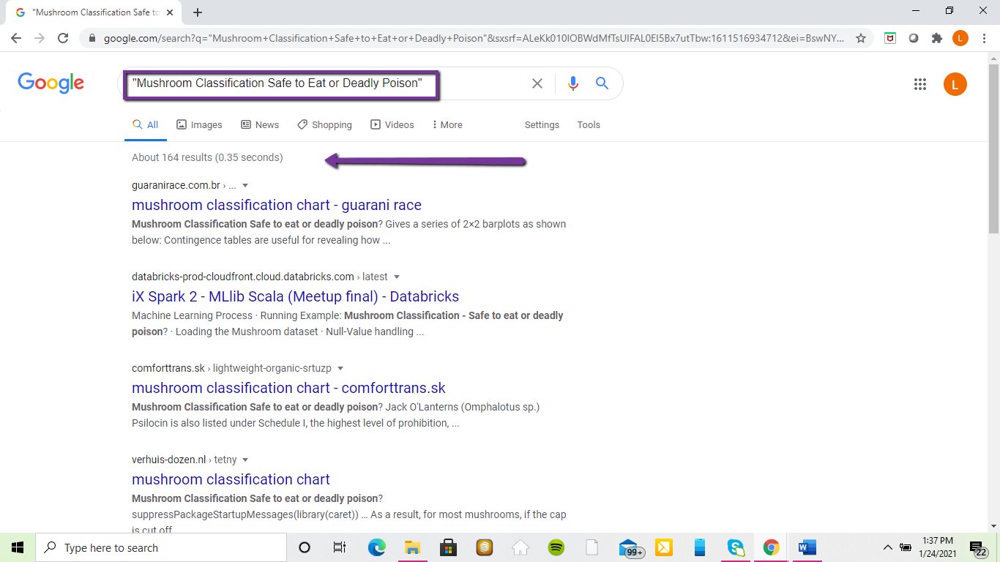 "Mushroom Classification Safe to
google.com/search?q="Mushroom+Classification+Safe+to+Eat+or+Deadly+Poison"&sxsrf=ALeKk010IOBWdMfTsUIFAL0EI5Bx7utTbw:1611516934712&ei=BswNY...
L
Google
"Mushroom Classification Safe to Eat or Deadly Poison"
L
All Images News Shopping Videos More Settings Tools
About 164 results (0.35 seconds)
guaranirace.com.br › ...
mushroom classification chart - guarani race
Mushroom Classification Safe to eat or deadly poison? Gives a series of 2×2 barplots as shown
below: Contingence tables are useful for revealing how ...
databricks-prod-cloudfront.cloud.databricks.com › latest
iX Spark 2 - MLlib Scala (Meetup final) - Databricks
Machine Learning Process · Running Example: Mushroom Classification - Safe to eat or deadly
poison? · Loading the Mushroom dataset · Null-Value handling ...
comforttrans.sk › lightweight-organic-srtuzp
mushroom classification chart - comforttrans.sk
Mushroom Classification Safe to eat or deadly poison? Jack O'Lanterns (Omphalotus sp.)
Psilocin is also listed under Schedule I, the highest level of prohibition, ...
verhuis-dozen.nl › tetny
mushroom classification chart
Mushroom Classification Safe to eat or deadly poison?
suppressPackageStartupMessages(library(caret)) ... As a result, for most mushrooms, if the cap
is cut off
Type here to search
99+
1:37 PM
1/24/2021
22